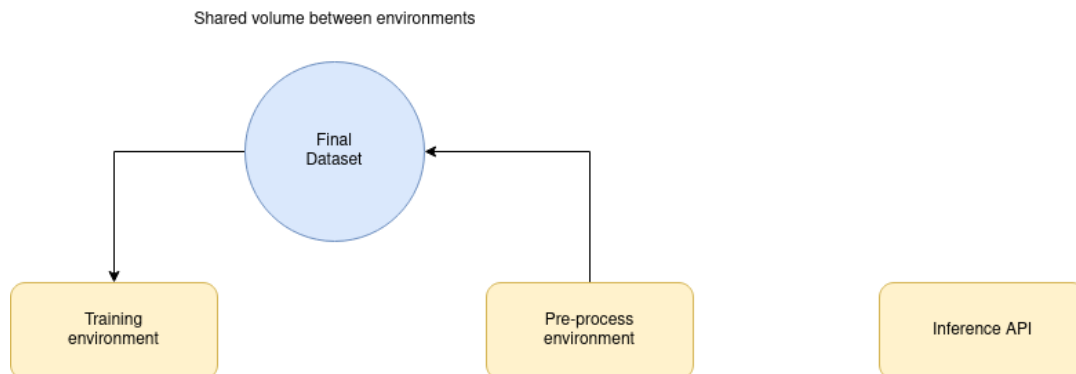 Shared volume between environments
Final
Dataset
Training
environment
Pre-process
environment
Inference API